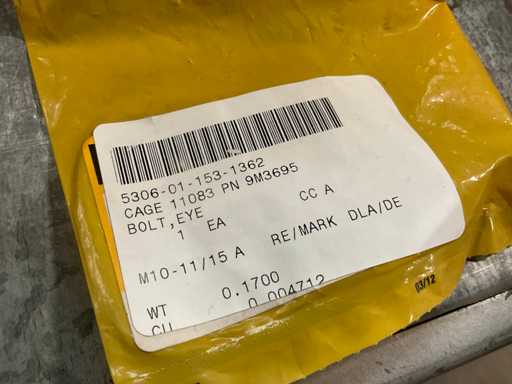 5306-01-153-1362
CAGE 11083 PN 9M3695
BOLT,EYE
1 EA CC A
M10-11/15 A RE/MARK DLA/DE
WT 0.1700
CU 0.004712
03/12